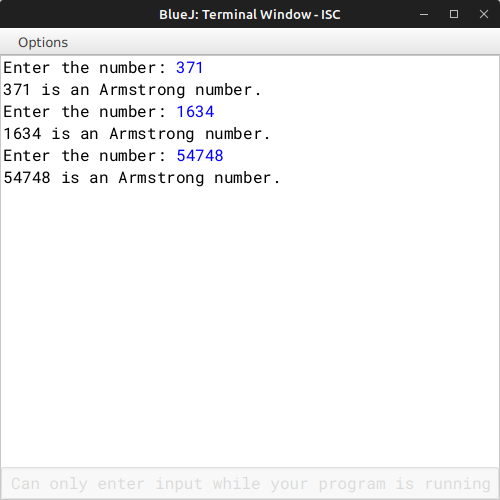 BlueJ: Terminal Window - ISC
Options
Enter the number: 371
371 is an Armstrong number.
Enter the number: 1634
1634 is an Armstrong number.
Enter the number: 54748
54748 is an Armstrong number.
Can only enter input while your program is running